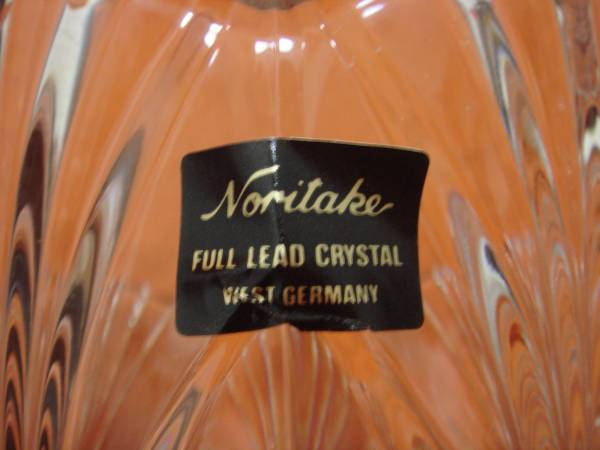 Noritake
FULL LEAD CRYSTAL
WEST GERMANY